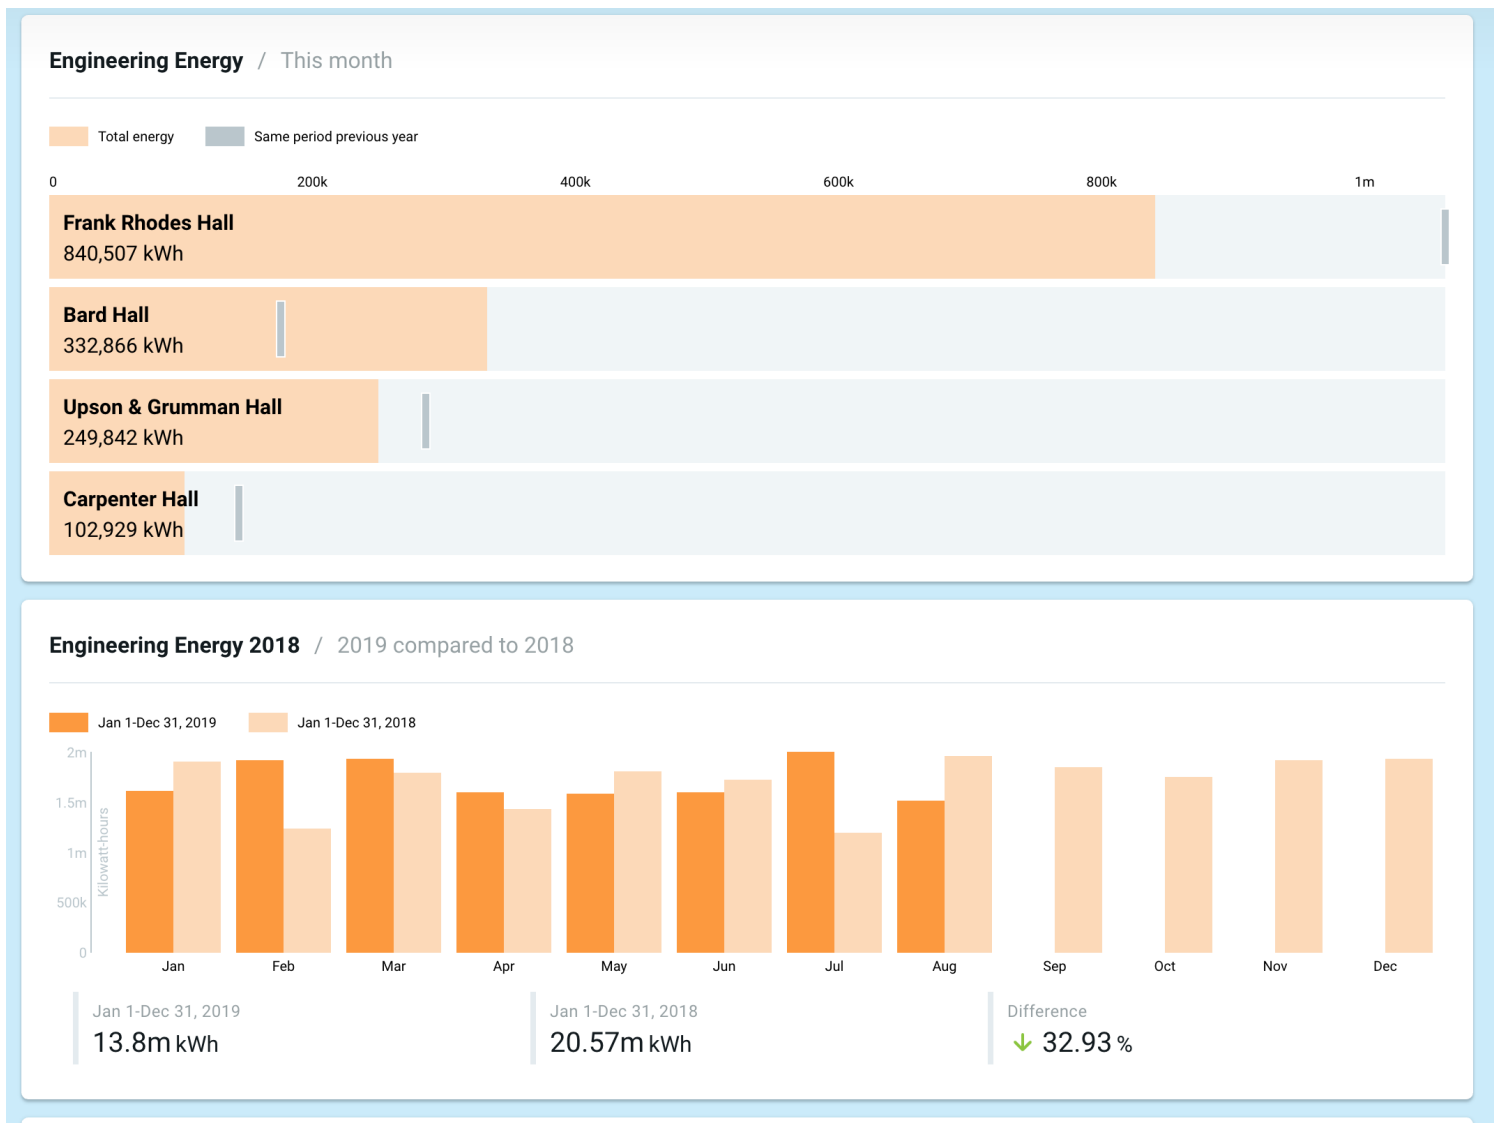 Engineering Energy / This month
Total energy Same period previous year
0 200k 400k 600k 800k 1m
Frank Rhodes Hall
840,507 kWh
Bard Hall
332,866 kWh
Upson & Grumman Hall
249,842 kWh
Carpenter Hall
102,929 kWh
Engineering Energy 2018 / 2019 compared to 2018
Jan 1-Dec 31, 2019 Jan 1-Dec 31, 2018
2m
1.5m
1m
500k
0
Kilowatt-hours
Jan Feb Mar Apr May Jun Jul Aug Sep Oct Nov Dec
Jan 1-Dec 31, 2019 Jan 1-Dec 31, 2018 Difference
13.8m kWh 20.57m kWh 32.93 %